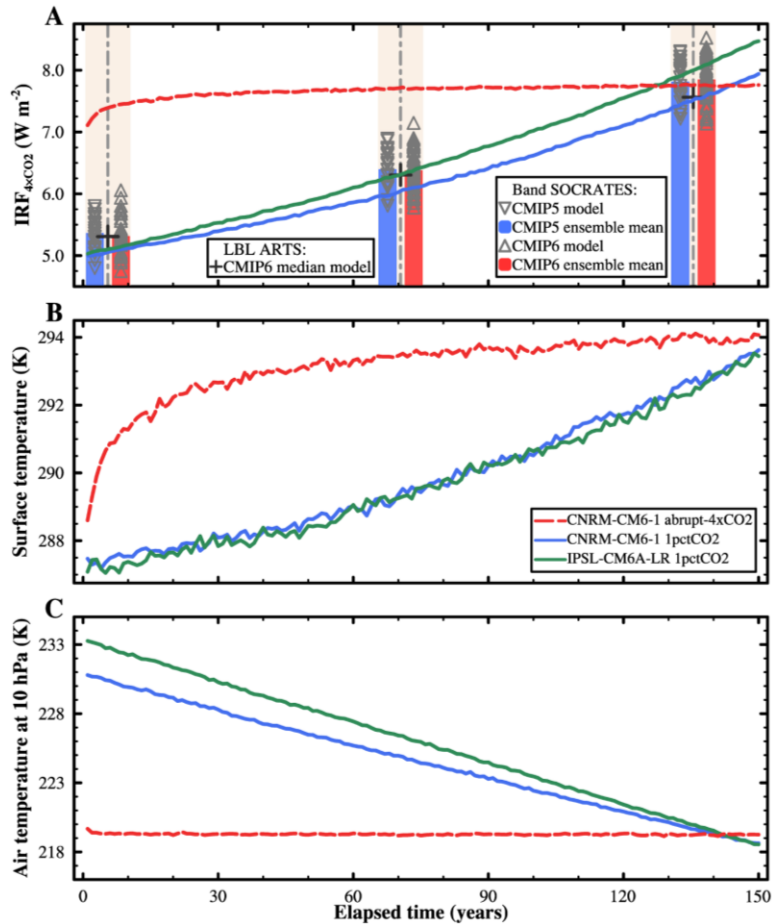 A
IRF4xCO2 (W m-2)
8.0
7.0
6.0
5.0
LBL ARTS:
CMIP6 median model
Band SOCRATES:
CMIP5 model
CMIP5 ensemble mean
CMIP6 model
CMIP6 ensemble mean
B
Surface temperature (K)
294
292
290
288
CNRM-CM6-1 abrupt-4xCO2
CNRM-CM6-1 1pctCO2
IPSL-CM6A-LR 1pctCO2
C
Air temperature at 10 hPa (K)
233
228
223
218
0 30 60 90 120 150
Elapsed time (years)